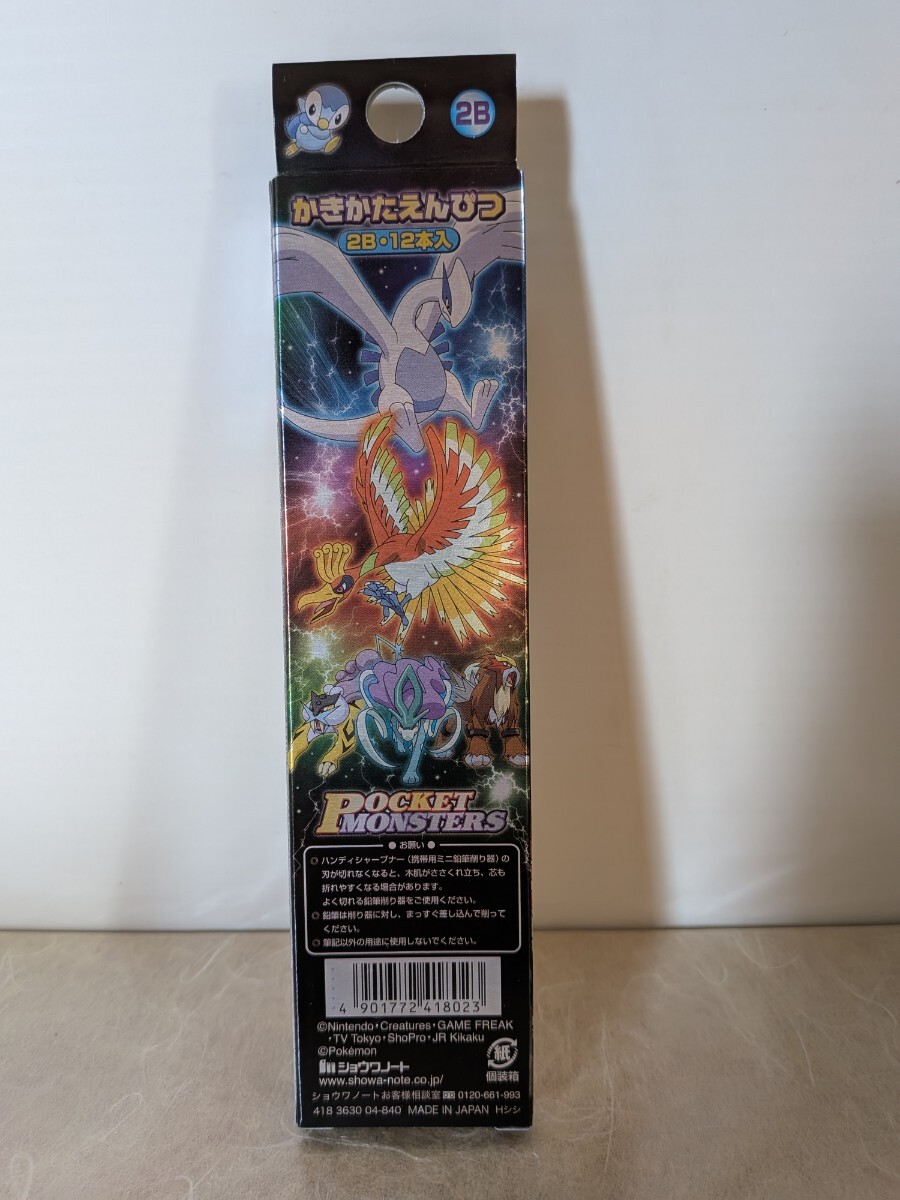 2B
かきかたえんぴつ
2B・12本入
POCKET
MONSTERS
● お願い ●
◎ ハンディシャープナー（携帯用ミニ鉛筆削り器）の
刃が切れなくなると、木肌がささくれ立ち、芯も
折れやすくなる場合があります。
よく切れる鉛筆削り器をご使用ください。
◎ 鉛筆は削り器に対し、まっすぐ差し込んで削って
ください。
◎ 筆記以外の用途に使用しないでください。
4 901772 418023
©Nintendo・Creatures・GAME FREAK
・TV Tokyo・ShoPro・JR Kikaku
©Pokémon
紙
個装箱
ショウワノート
www.showa-note.co.jp/
ショウワノートお客様相談室 0120-661-993
418 3630 04-840 MADE IN JAPAN Hシシ